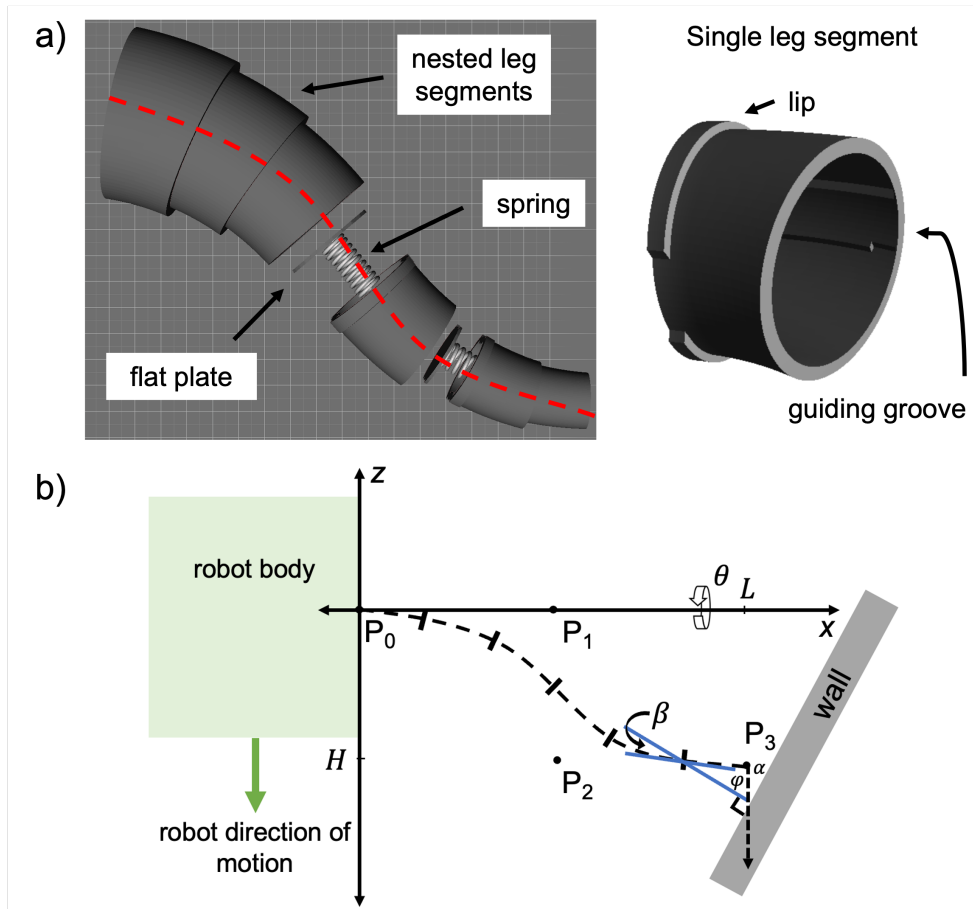 a)
nested leg
segments
spring
flat plate
Single leg segment
lip
guiding groove
b)
z
robot body
θ
L
P₀
P₁
x
wall
β
P₃
α
H
P₂
φ
robot direction of
motion